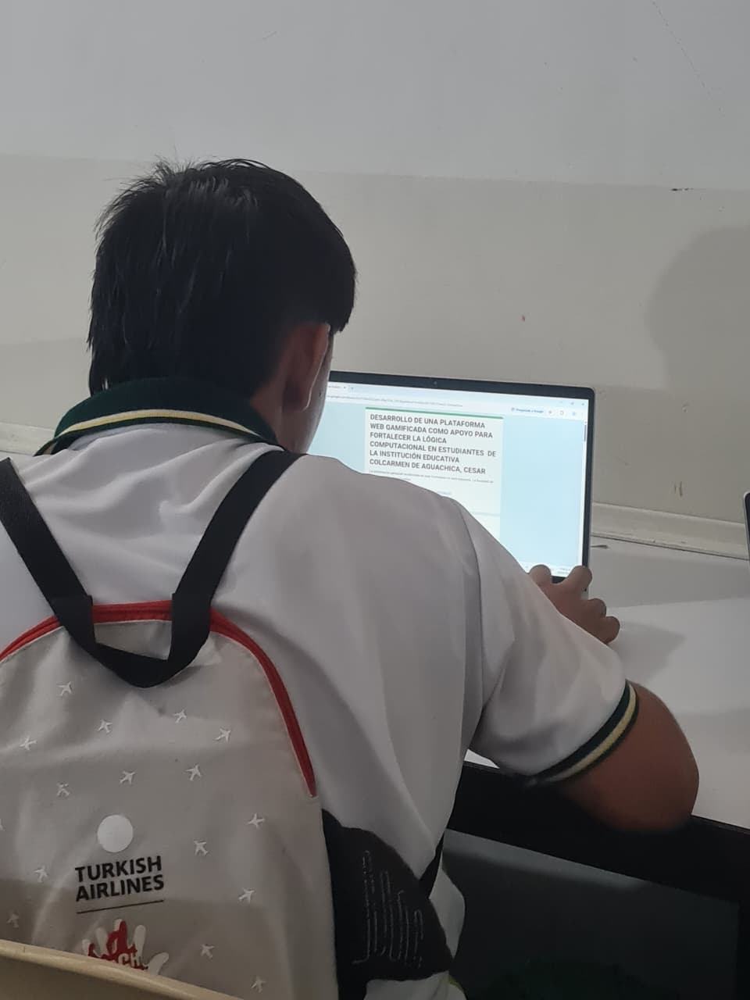 DESARROLLO DE UNA PLATAFORMA
WEB GAMIFICADA COMO APOYO PARA
FORTALECER LA LÓGICA
COMPUTACIONAL EN ESTUDIANTES DE
LA INSTITUCIÓN EDUCATIVA
COLCARMEN DE AGUACHICA, CESAR
TURKISH
AIRLINES